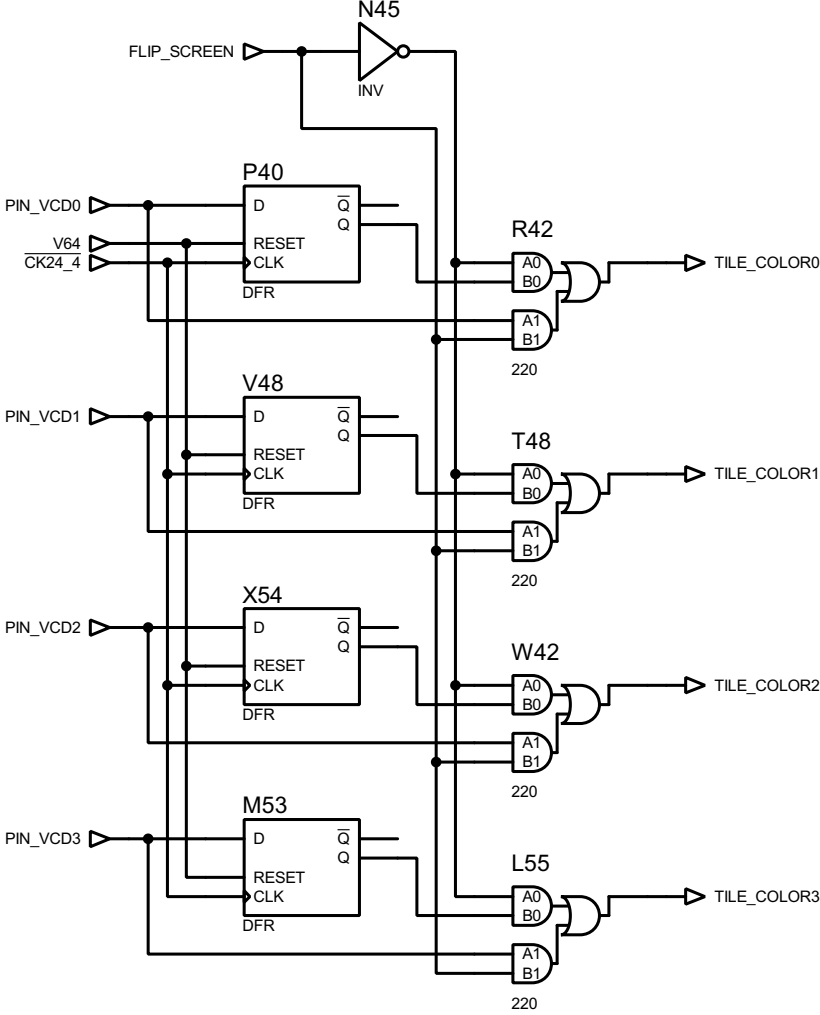 N45
FLIP_SCREEN
INV
P40
PIN_VCD0
D
Q
Q
R42
V64
RESET
A0
TILE_COLOR0
CK24_4
CLK
B0
DFR
A1
B1
220
V48
PIN_VCD1
D
Q
Q
T48
RESET
CLK
A0
TILE_COLOR1
B0
DFR
A1
B1
220
X54
PIN_VCD2
D
Q
Q
W42
RESET
CLK
A0
TILE_COLOR2
B0
DFR
A1
B1
220
M53
PIN_VCD3
D
Q
Q
L55
RESET
CLK
A0
TILE_COLOR3
B0
DFR
A1
B1
220